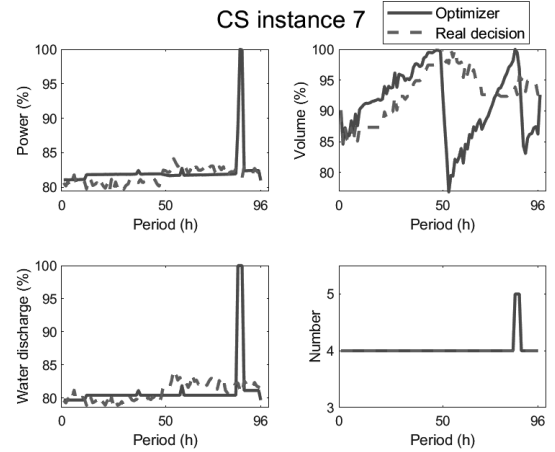 CS instance 7
Optimizer
Real decision
100
95
90
85
80
Power (%)
0
50
96
Period (h)
100
95
90
85
80
Volume (%)
0
50
96
Period (h)
100
95
90
85
80
Water discharge (%)
0
50
96
Period (h)
5
4
3
Number
0
50
96
Period (h)